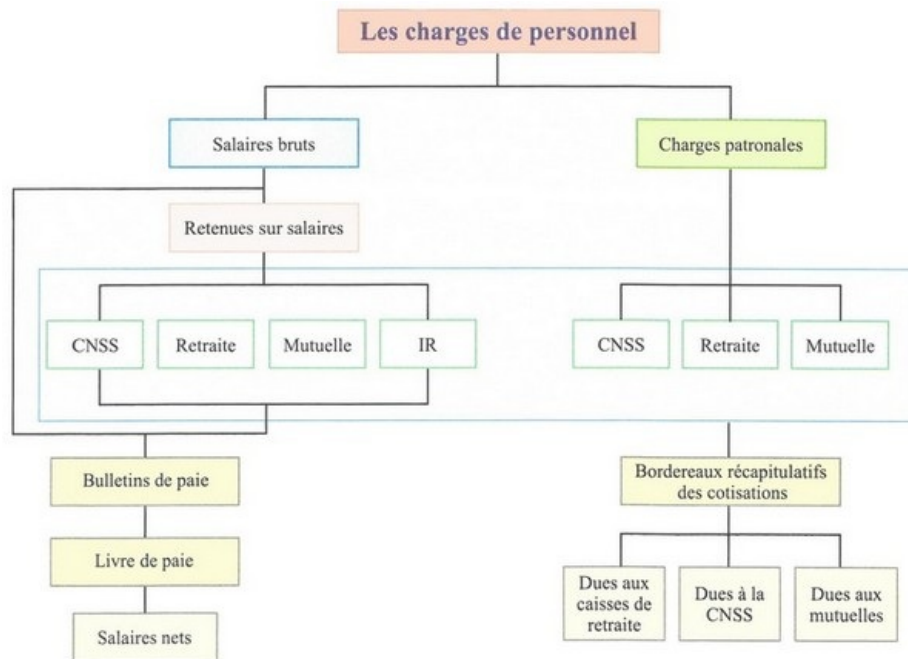 Les charges de personnel
Salaires bruts
Charges patronales
Retenues sur salaires
CNSS
Retraite
Mutuelle
IR
CNSS
Retraite
Mutuelle
Bulletins de paie
Bordereaux récapitulatifs
des cotisations
Livre de paie
Dues aux
caisses de
retraite
Dues à la
CNSS
Dues aux
mutuelles
Salaires nets